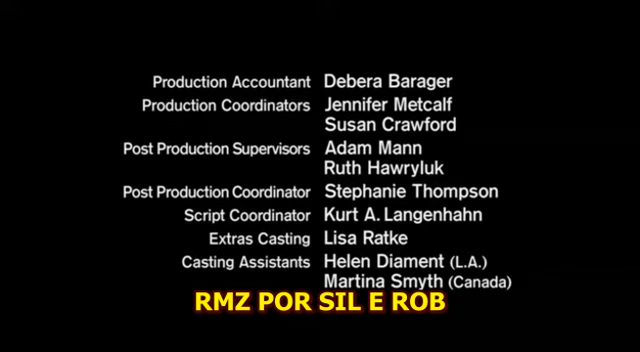 Production Accountant Debera Barager
Production Coordinators Jennifer Metcalf
Susan Crawford
Post Production Supervisors Adam Mann
Ruth Hawryluk
Post Production Coordinator Stephanie Thompson
Script Coordinator Kurt A. Langenhahn
Extras Casting Lisa Ratke
Casting Assistants Helen Diament (L.A.)
Martina Smyth (Canada)
RMZ POR SIL E ROB